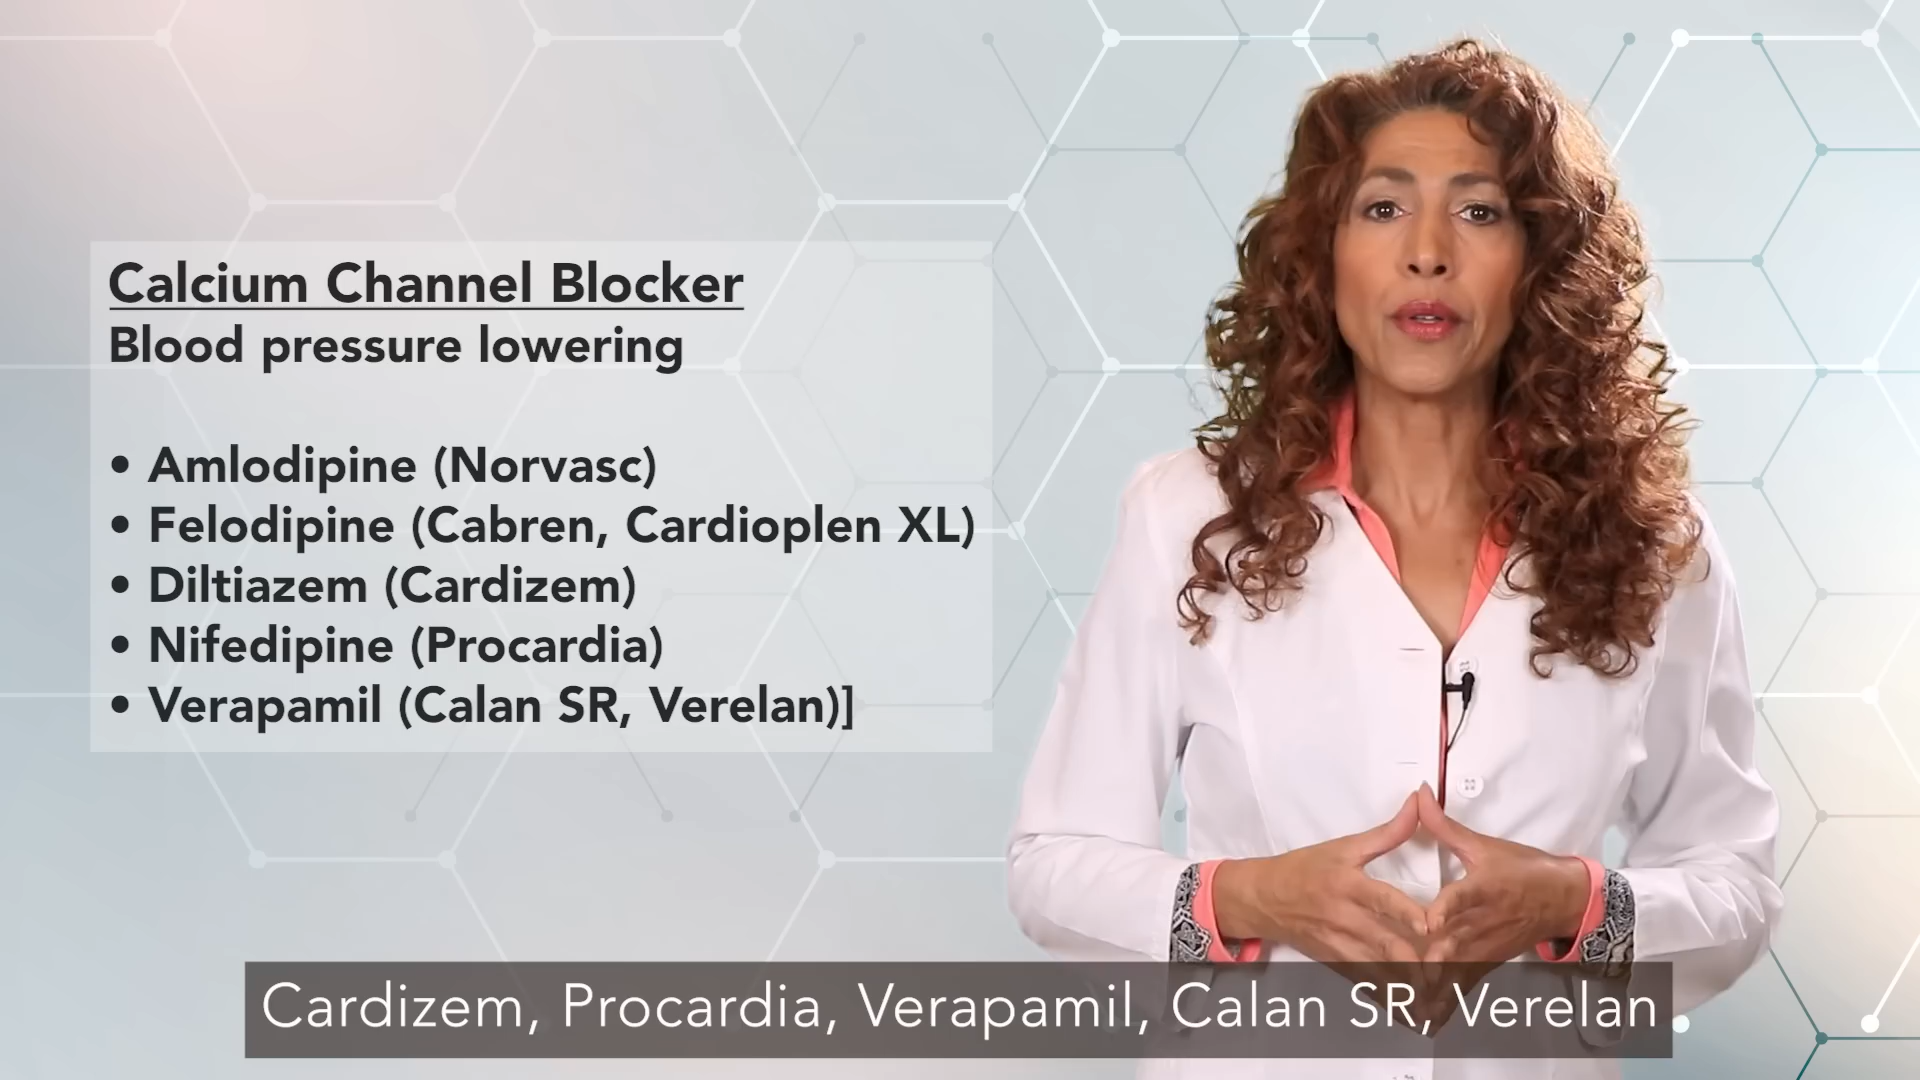 Calcium Channel Blocker
Blood pressure lowering
• Amlodipine (Norvasc)
• Felodipine (Cabren, Cardioplen XL)
• Diltiazem (Cardizem)
• Nifedipine (Procardia)
• Verapamil (Calan SR, Verelan)]
Cardizem, Procardia, Verapamil, Calan SR, Verelan